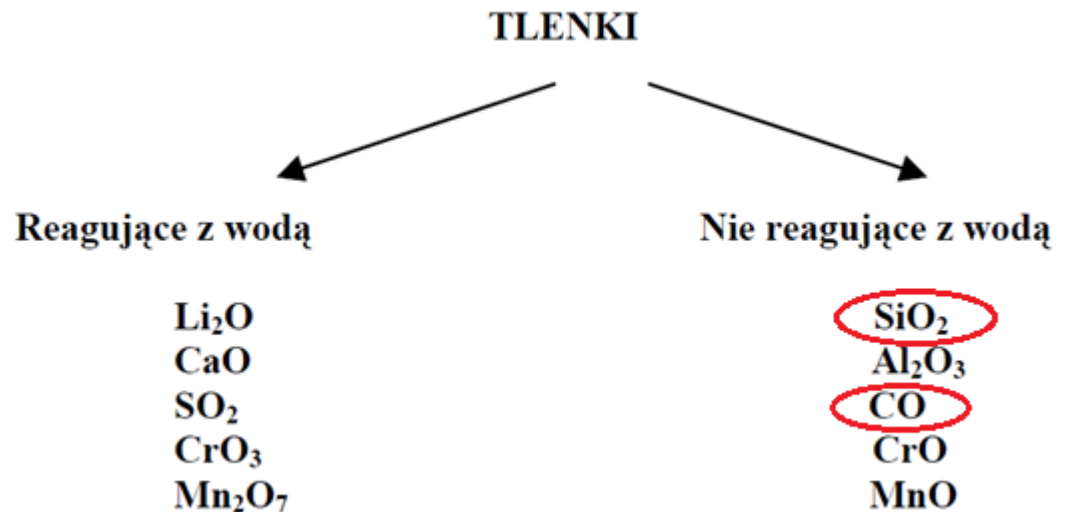 TLENKI
Reagujące z wodą
Nie reagujące z wodą
Li₂O
SiO₂
CaO
Al₂O₃
SO₂
CO
CrO₃
CrO
Mn₂O₇
MnO